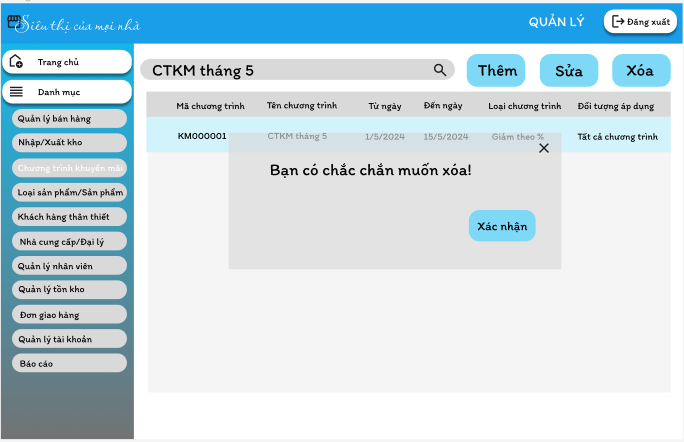 Siêu thị của mọi nhà
QUẢN LÝ
Đăng xuất
Trang chủ
Danh mục
Quản lý bán hàng
Nhập/Xuất kho
Chương trình khuyến mãi
Loại sản phẩm/Sản phẩm
Khách hàng thân thiết
Nhà cung cấp/Đại lý
Quản lý nhân viên
Quản lý tồn kho
Đơn giao hàng
Quản lý tài khoản
Báo cáo
CTKM tháng 5
Thêm
Sửa
Xóa
Mã chương trình Tên chương trình Từ ngày Đến ngày Loại chương trình Đối tượng áp dụng
KM000001 CTKM tháng 5 1/5/2024 15/5/2024 Giảm theo % Tất cả chương trình
Bạn có chắc chắn muốn xóa!
Xác nhận